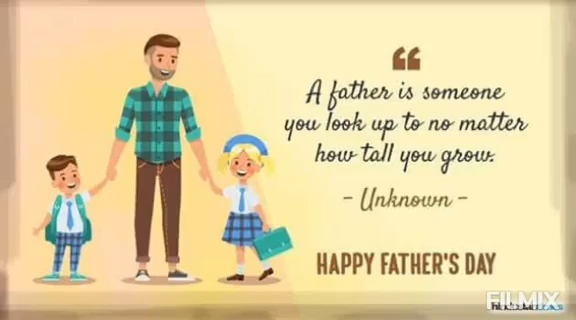 “
A father is someone
you look up to no matter
how tall you grow.
- Unknown -
HAPPY FATHER'S DAY
FILMIX